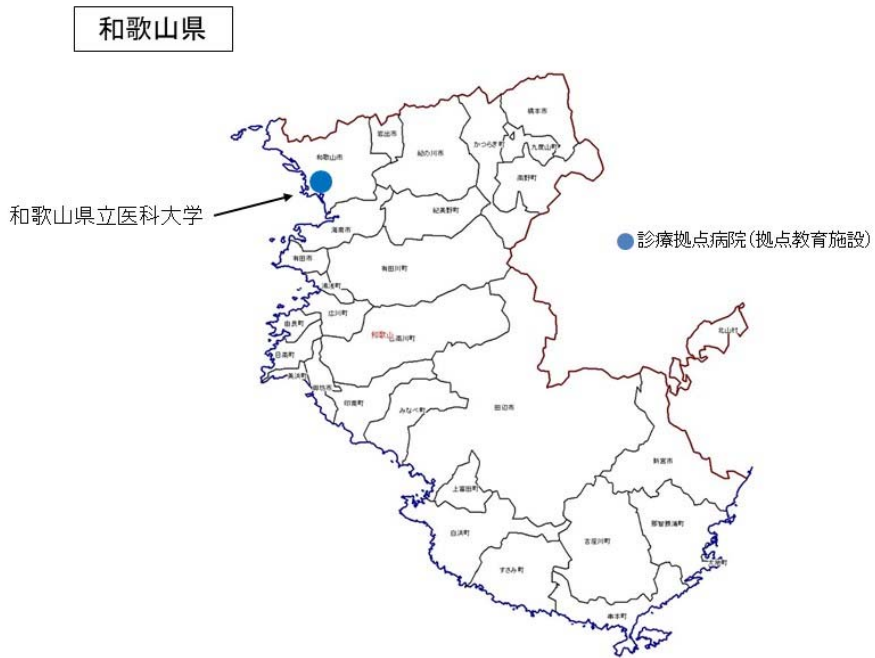 和歌山県
橋本市
岩出市
かつらぎ町
九度山町
和歌山市
紀の川市
高野町
和歌山県立医科大学
紀美野町
海南市
診療拠点病院(拠点教育施設)
有田市
有田川町
湯浅町
広川町
由良町
北山村
和歌山
日高川町
日高町
美浜町
御坊市
印南町
みなべ町
田辺市
新宮市
上富田町
那智勝浦町
白浜町
古座川町
太地町
すさみ町
串本町